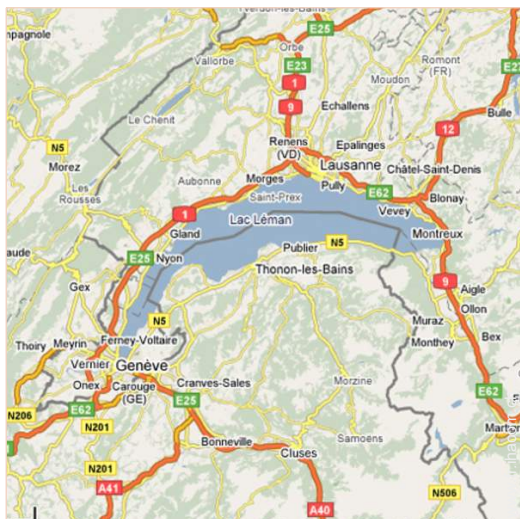 Yverdon-les-Bains
E25
Orbe
Vallorbe
E23
Romont
(FR)
E27
1
Moudon
9
Echallens
Bulle
Le Chenit
12
N5
Renens
(VD)
Epalinges
Morez
Lausanne
Châtel-Saint-Denis
Aubonne
Morges
Pully
E62
Les
Rousses
Saint-Prex
Blonay
1
Vevey
Lac Léman
Gland
Montreux
Publier
N5
E25
Nyon
Thonon-les-Bains
9
Gex
Aigle
Ollon
N5
Muraz
Thoiry
Meyrin
Ferney-Voltaire
Monthey
Bex
Vernier
Genève
Onex
Carouge
(GE)
Cranves-Sales
Morzine
E62
E25
N206
E62
N201
Samoens
Bonneville
Cluses
N201
A41
N506
A40